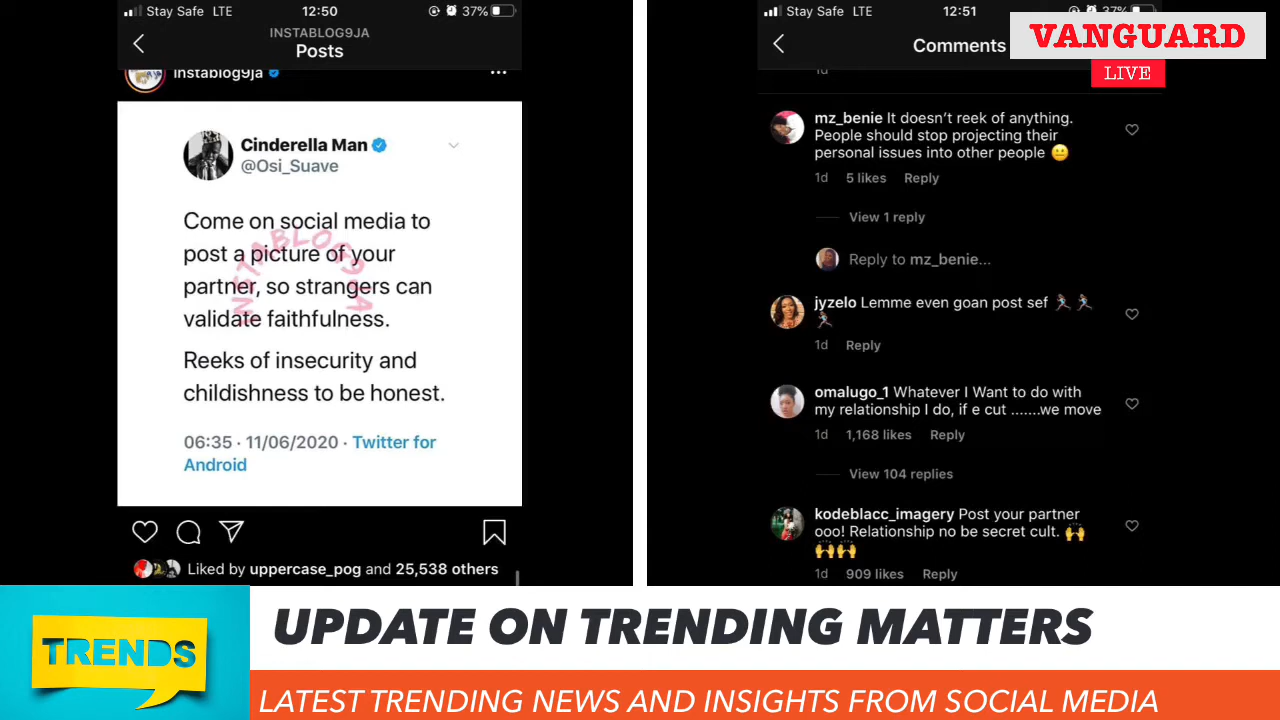 Stay Safe LTE 12:50 37%
INSTABLOG9JA
Posts
instablog9ja
Cinderella Man
@Osi_Suave
Come on social media to
post a picture of your
partner, so strangers can
validate faithfulness.
Reeks of insecurity and
childishness to be honest.
06:35 · 11/06/2020 · Twitter for
Android
INSTABLOG9JA
Liked by uppercase_pog and 25,538 others
Stay Safe LTE 12:51 37%
Comments
VANGUARD
LIVE
1d
mz_benie It doesn't reek of anything.
People should stop projecting their
personal issues into other people 😐
1d 5 likes Reply
View 1 reply
Reply to mz_benie...
jyzelo Lemme even goan post sef 🏃🏾‍♀️🏃🏾‍♀️
🏃🏾‍♀️
1d Reply
omalugo_1 Whatever I Want to do with
my relationship I do, if e cut .......we move
1d 1,168 likes Reply
View 104 replies
kodeblacc_imagery Post your partner
ooo! Relationship no be secret cult. 🙌
🙌🙌
1d 909 likes Reply
TRENDS
UPDATE ON TRENDING MATTERS
LATEST TRENDING NEWS AND INSIGHTS FROM SOCIAL MEDIA